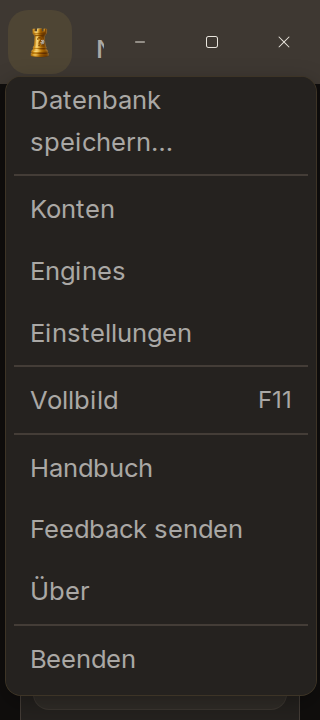 Datenbank
speichern...
Konten
Engines
Einstellungen
Vollbild F11
Handbuch
Feedback senden
Über
Beenden